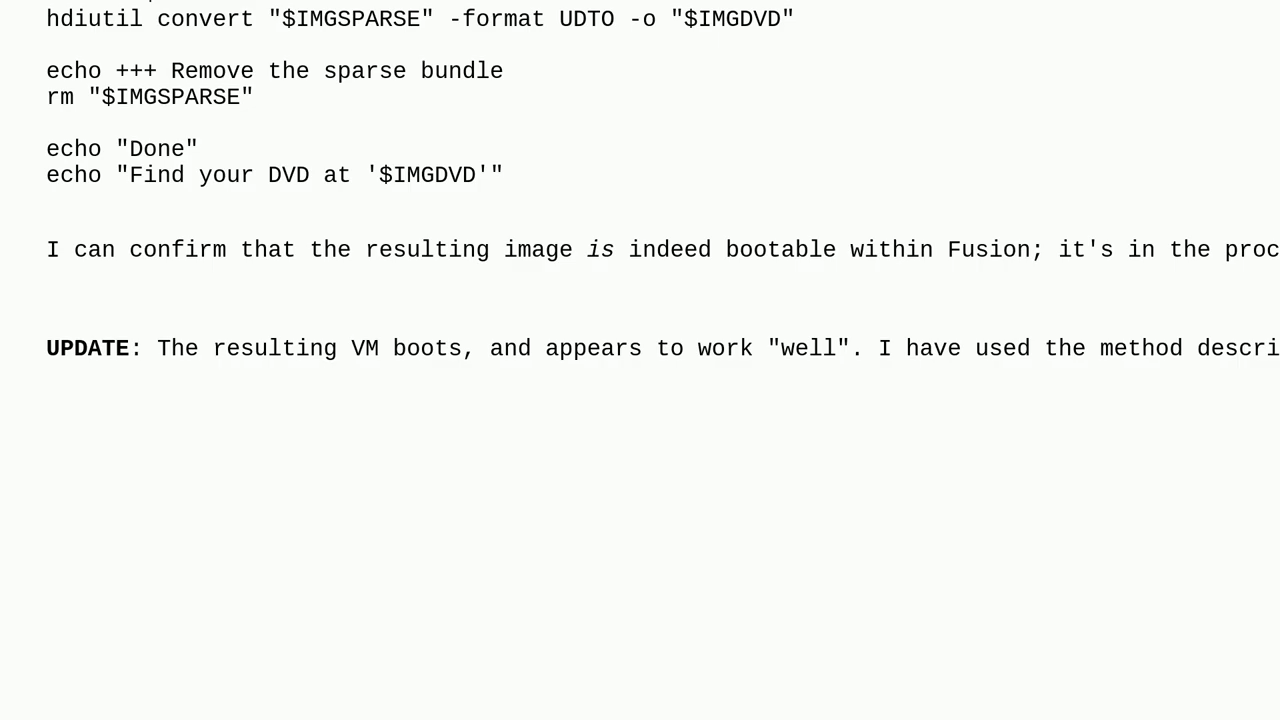 hdiutil convert "$IMGSPARSE" -format UDTO -o "$IMGDVD"
echo +++ Remove the sparse bundle
rm "$IMGSPARSE"
echo "Done"
echo "Find your DVD at '$IMGDVD'"
I can confirm that the resulting image is indeed bootable within Fusion; it's in the
UPDATE: The resulting VM boots, and appears to work "well". I have used the method